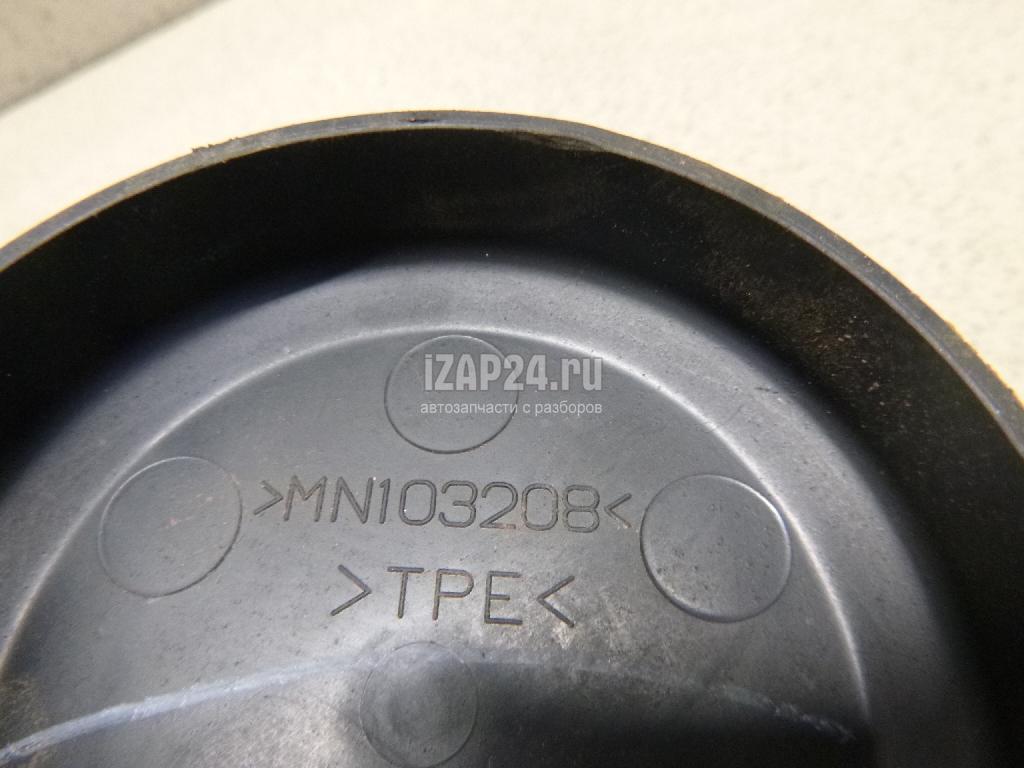 iZAP24.ru
автозапчасти с разборов
>MN103208<
>TPE<